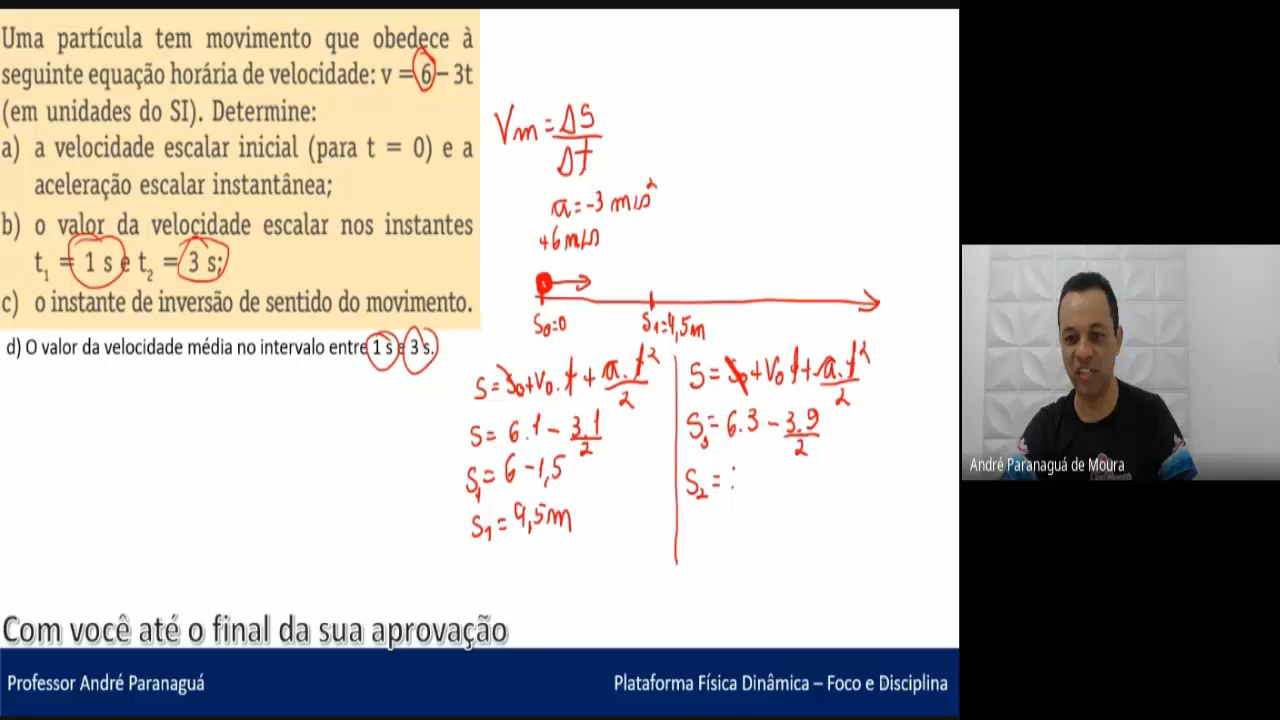 Uma partícula tem movimento que obedece à
seguinte equação horária de velocidade: v = 6 – 3t
(em unidades do SI). Determine:
a) a velocidade escalar inicial (para t = 0) e a
aceleração escalar instantânea;
b) o valor da velocidade escalar nos instantes
t₁ = 1 s e t₂ = 3 s;
c) o instante de inversão de sentido do movimento.
d) O valor da velocidade média no intervalo entre 1 s e 3 s.
Vm = ΔS/Δt
a = -3 m/s²
+6 m/s
S₀=0
S₁=4,5m
S = S₀ + V₀.t + a.t²/2
S = 6.1 - 3.1/2
S₁ = 6 - 1,5
S₁ = 4,5m
S = S₀ + V₀t + a.t²/2
S₃ = 6.3 - 3.9/2
S₂ =
André Paranaguá de Moura
Com você até o final da sua aprovação
Professor André Paranaguá
Plataforma Física Dinâmica – Foco e Disciplina